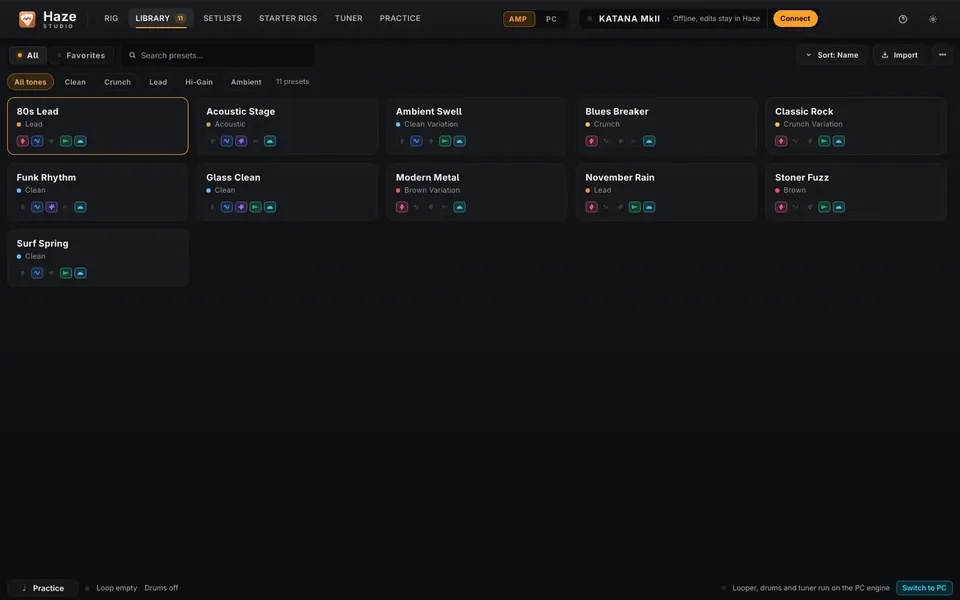 Haze
STUDIO
RIG
LIBRARY 11
SETLISTS
STARTER RIGS
TUNER
PRACTICE
AMP
PC
KATANA MkII · Offline, edits stay in Haze
Connect
All
Favorites
Search presets...
Sort: Name
Import
All tones
Clean
Crunch
Lead
Hi-Gain
Ambient
11 presets
80s Lead
Lead
Acoustic Stage
Acoustic
Ambient Swell
Clean Variation
Blues Breaker
Crunch
Classic Rock
Crunch Variation
Funk Rhythm
Clean
Glass Clean
Clean
Modern Metal
Brown Variation
November Rain
Lead
Stoner Fuzz
Brown
Surf Spring
Clean
Practice
Loop empty
Drums off
Looper, drums and tuner run on the PC engine
Switch to PC